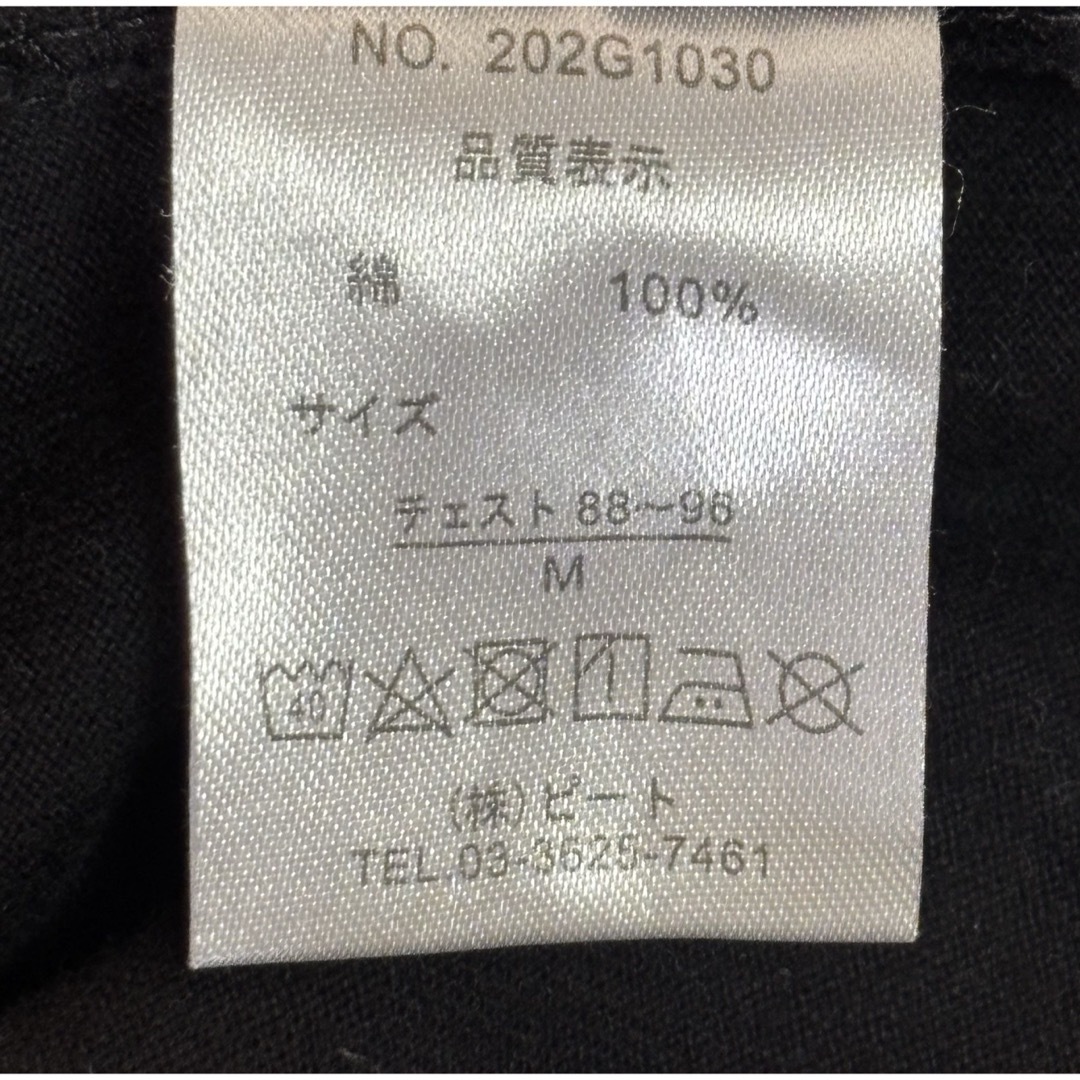 NO. 202G1030
品質表示
綿 100%
サイズ
チェスト 88〜96
M
40
(株)ピート
TEL.03-3625-7461